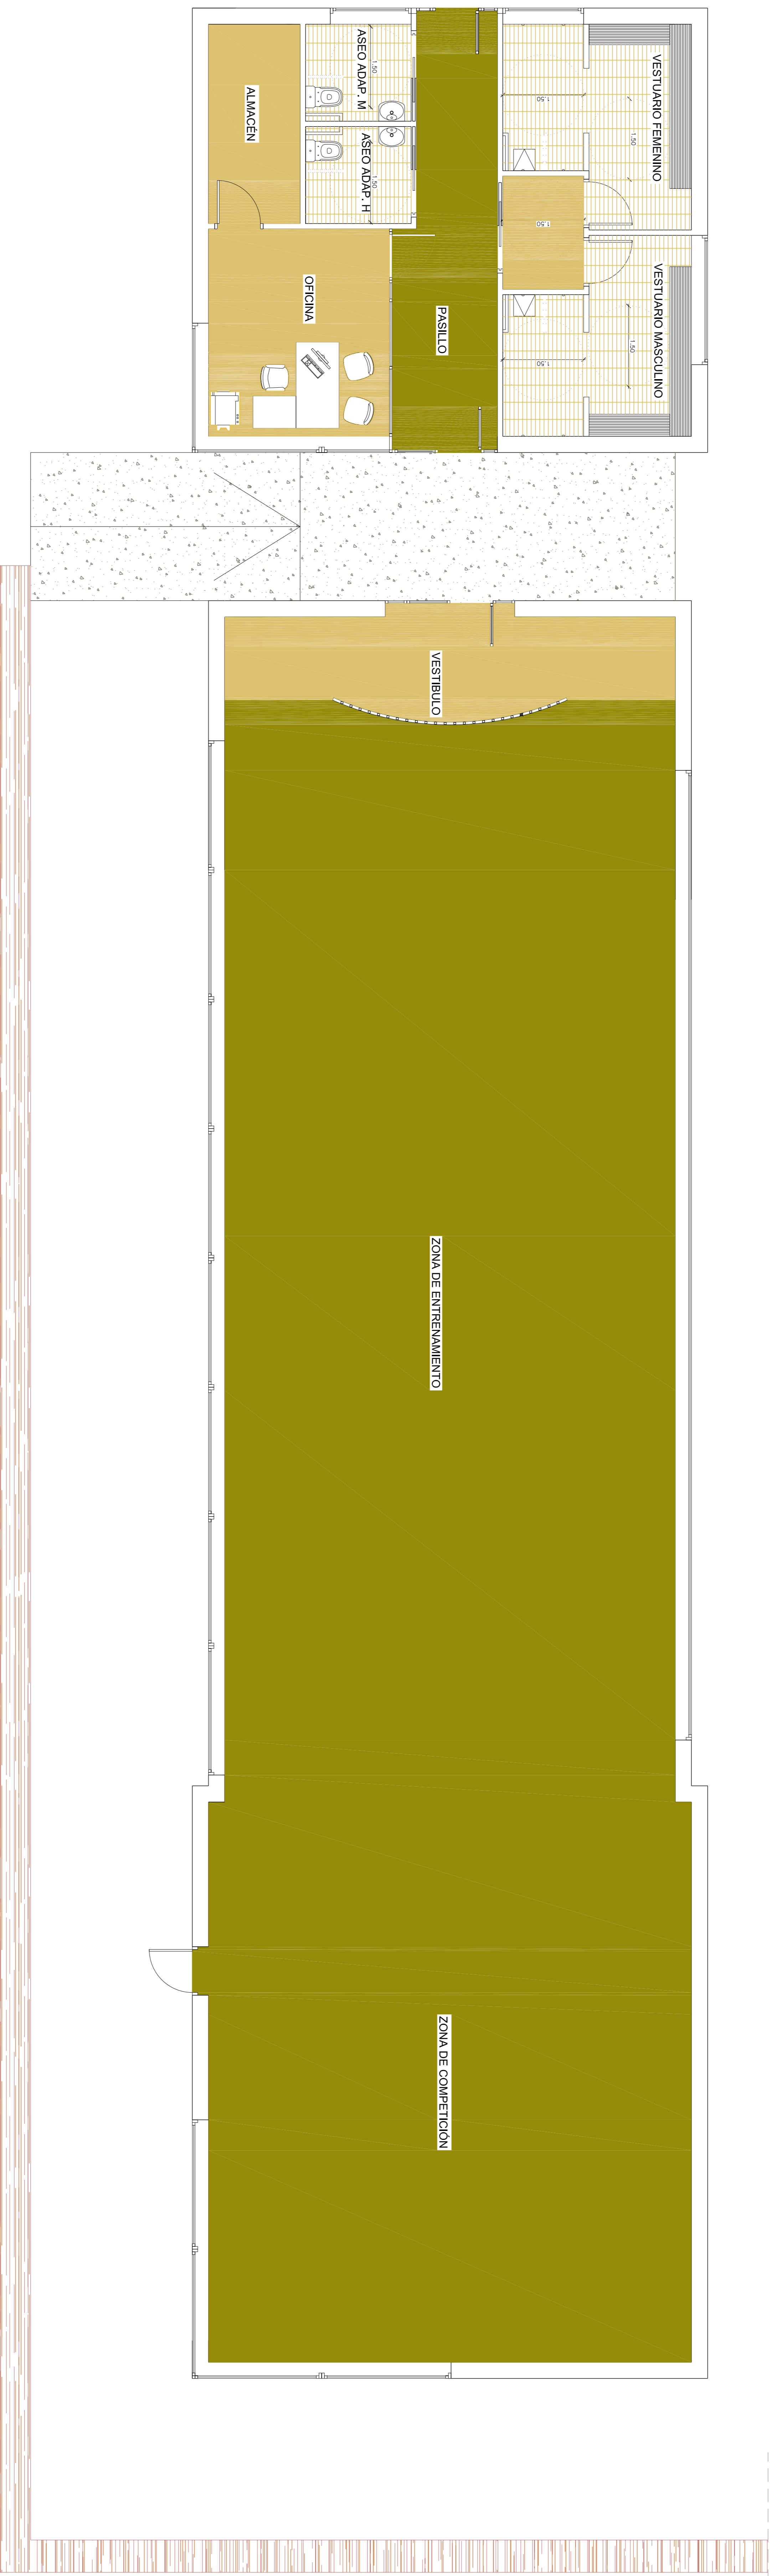 VESTUARIO FEMENINO
1.50
1.50
ASEO ADAP. M
1.50
ALMACÉN
ASEO ADAP. H
1.50
1.50
VESTUARIO MASCULINO
1.50
1.50
PASILLO
OFICINA
VESTIBULO
ZONA DE ENTRENAMIENTO
ZONA DE COMPETICIÓN